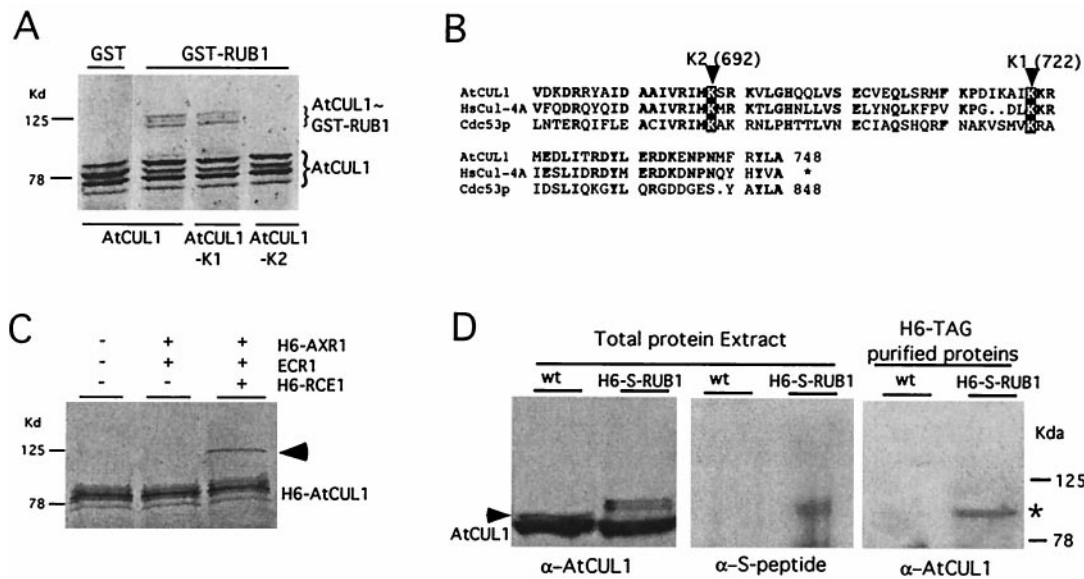 A
GST
GST-RUB1
Kd
125
78
AtCUL1~
GST-RUB1
AtCUL1
AtCUL1
AtCUL1
-K1
AtCUL1
-K2
B
K2 (692)
K1 (722)
AtCUL1 VDKDRRYAID AAIVRIMKSR KVLGHQQLVS ECVEQLSRMF KPDIKAIKKR
HsCul-4A VFQDRQYQID AAIVRIMKMR KTLGHNLLVS ELYNQLKFPV KPG..DLKKR
Cdc53p LNTERQIFLE ACIVRIMKAK RNLPHTTLVN ECIAQSHQRF NAKVSMVKRA
AtCUL1 MEDLITRDYL ERDKENPNMF RYLA 748
HsCul-4A IESLIDRDYM ERDKDNPNQY HYVA *
Cdc53p IDSLIQKGYL QRGDDGES.Y AYLA 848
C
- + + H6-AXR1
- + + ECR1
- - + H6-RCE1
Kd
125
78
H6-AtCUL1
D
Total protein Extract
H6-TAG
purified proteins
wt H6-S-RUB1 wt H6-S-RUB1 wt H6-S-RUB1
Kda
125
*
78
AtCUL1
α-AtCUL1
α-S-peptide
α-AtCUL1